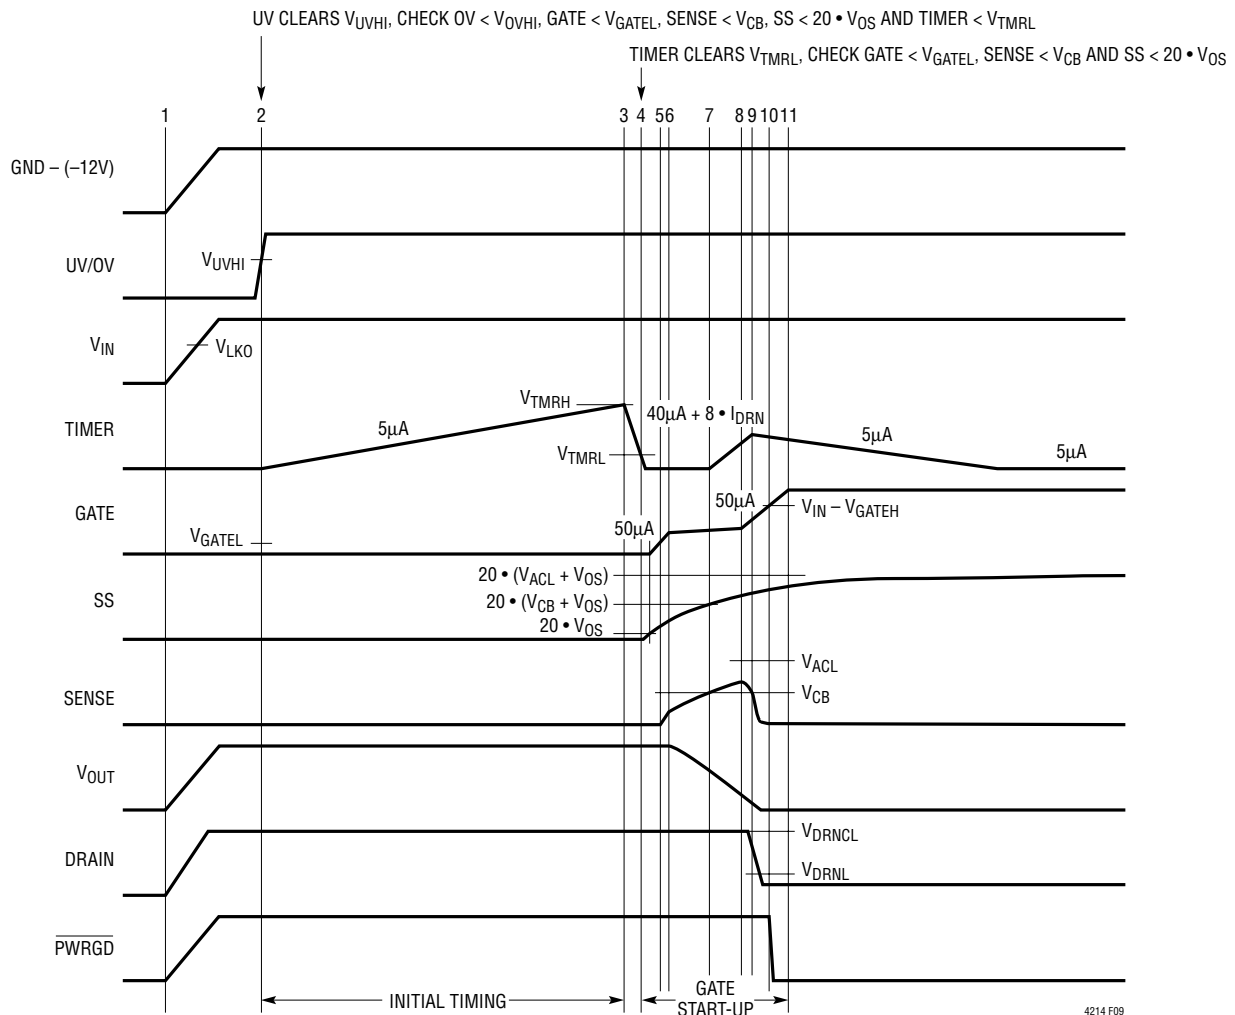 UV CLEARS VUVHI, CHECK OV < VOVHI, GATE < VGATEL, SENSE < VCB, SS < 20 • VOS AND TIMER < VTMRL
TIMER CLEARS VTMRL, CHECK GATE < VGATEL, SENSE < VCB AND SS < 20 • VOS
1 2 3 4 5 6 7 8 9 10 11
GND – (–12V)
UV/OV
VUVHI
VIN
VLKO
TIMER
5µA
VTMRH
VTMRL
40µA + 8 • IDRN
5µA
5µA
GATE
VGATEL
50µA
50µA
VIN – VGATEH
SS
20 • (VACL + VOS)
20 • (VCB + VOS)
20 • VOS
SENSE
VACL
VCB
VOUT
DRAIN
VDRNCL
VDRNL
PWRGD
INITIAL TIMING
GATE
START-UP
4214 F09